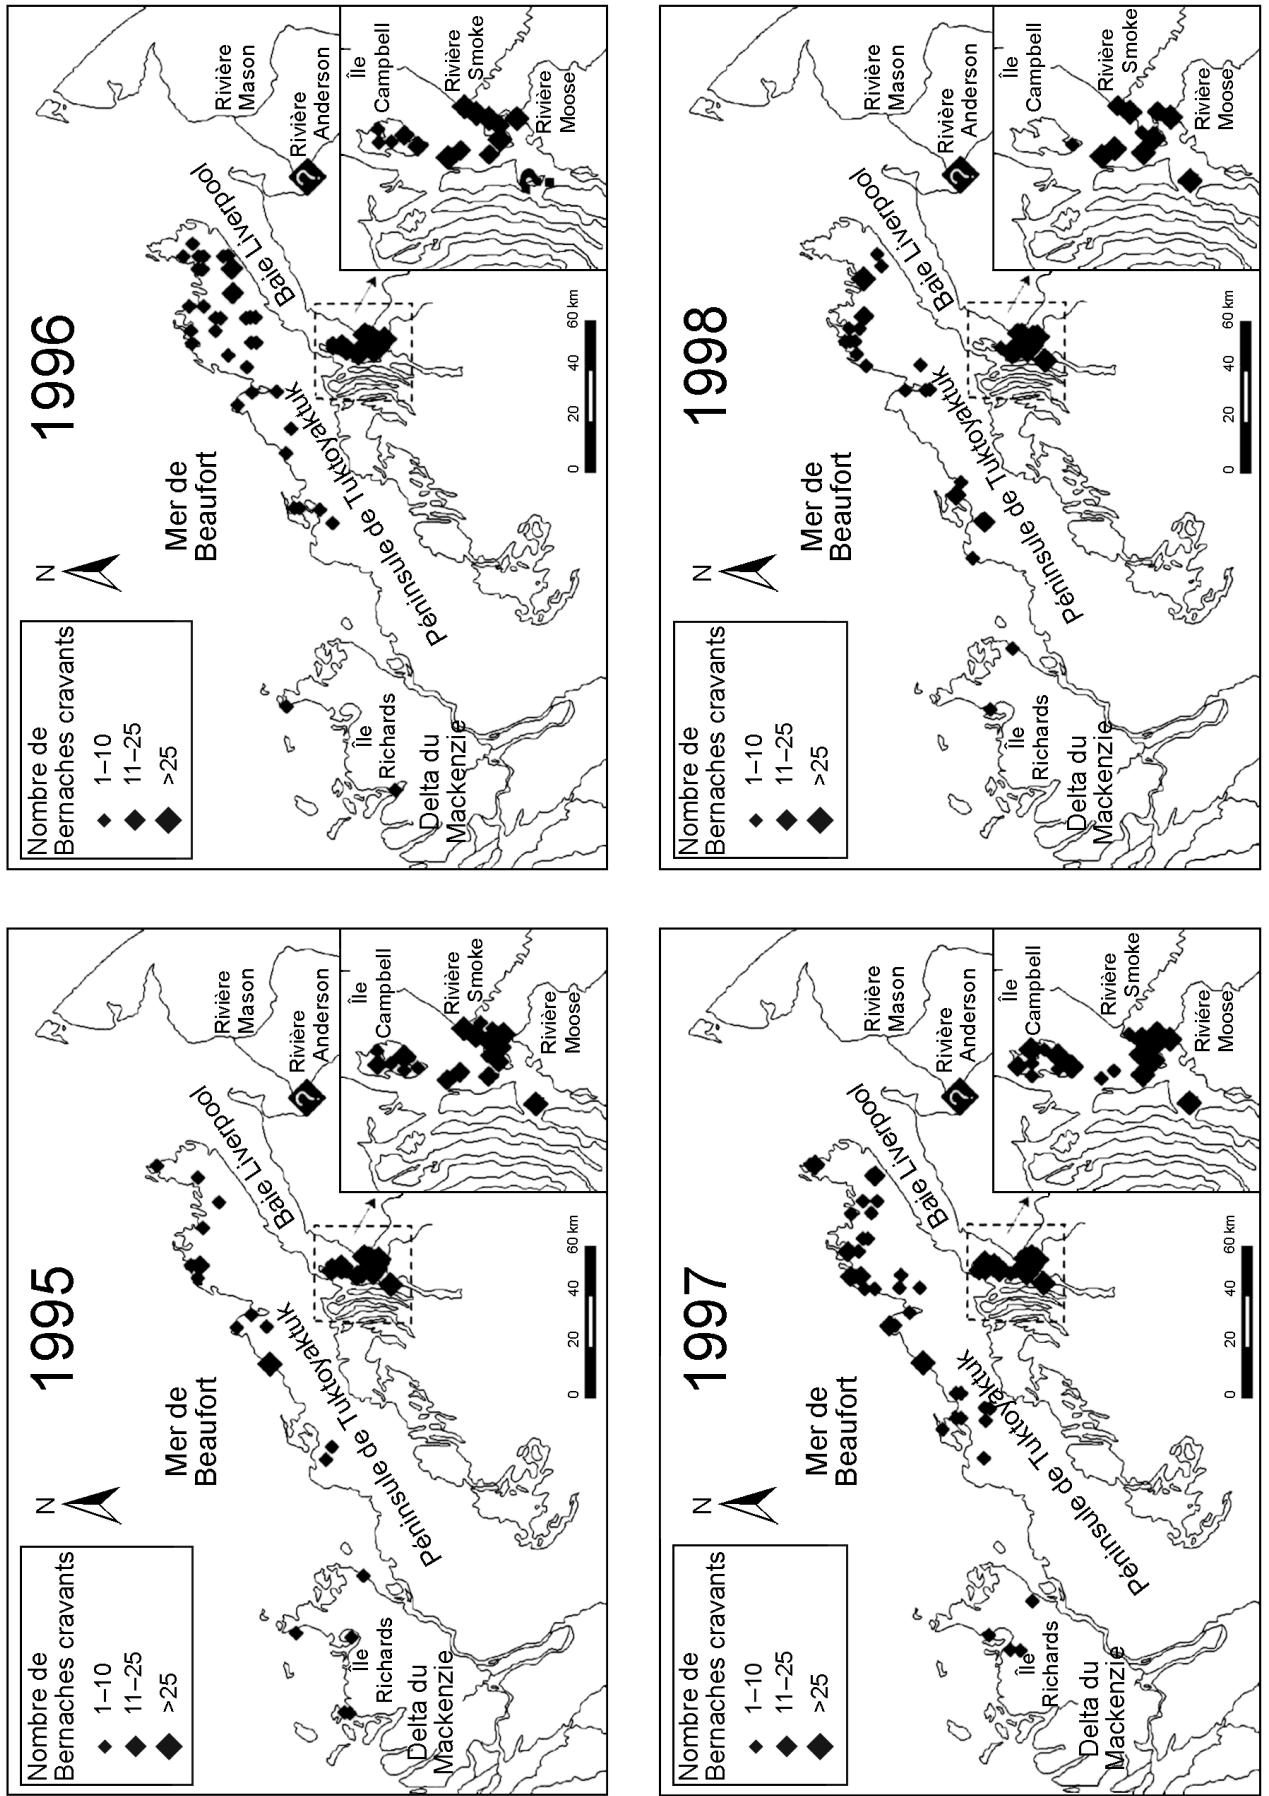 1995
Nombre de
Bernaches cravants
1–10
11–25
>25
N
Mer de
Beaufort
Île
Richards
Delta du
Mackenzie
Péninsule de Tuktoyaktuk
Baie Liverpool
Rivière
Mason
Rivière
Anderson
?
0 20 40 60 km
Île
Campbell
Rivière
Smoke
Rivière
Moose
1996
Nombre de
Bernaches cravants
1–10
11–25
>25
N
Mer de
Beaufort
Île
Richards
Delta du
Mackenzie
Péninsule de Tuktoyaktuk
Baie Liverpool
Rivière
Mason
Rivière
Anderson
?
0 20 40 60 km
Île
Campbell
Rivière
Smoke
Rivière
Moose
?
1997
Nombre de
Bernaches cravants
1–10
11–25
>25
N
Mer de
Beaufort
Île
Richards
Delta du
Mackenzie
Péninsule de Tuktoyaktuk
Baie Liverpool
Rivière
Mason
Rivière
Anderson
?
0 20 40 60 km
Île
Campbell
Rivière
Smoke
Rivière
Moose
1998
Nombre de
Bernaches cravants
1–10
11–25
>25
N
Mer de
Beaufort
Île
Richards
Delta du
Mackenzie
Péninsule de Tuktoyaktuk
Baie Liverpool
Rivière
Mason
Rivière
Anderson
?
0 20 40 60 km
Île
Campbell
Rivière
Smoke
Rivière
Moose